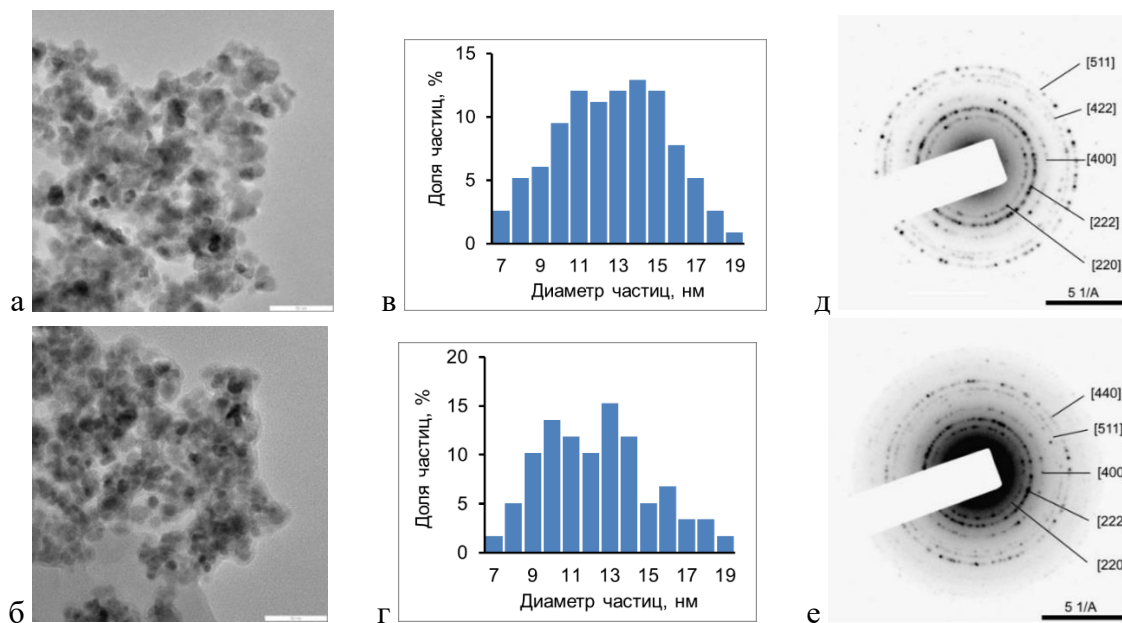 а
в
Доля частиц, %
15
10
5
0
7 9 11 13 15 17 19
Диаметр частиц, нм
д
[511]
[422]
[400]
[222]
[220]
5 1/A
б
г
Доля частиц, %
20
15
10
5
0
7 9 11 13 15 17 19
Диаметр частиц, нм
е
[440]
[511]
[400
[222
[220
5 1/A